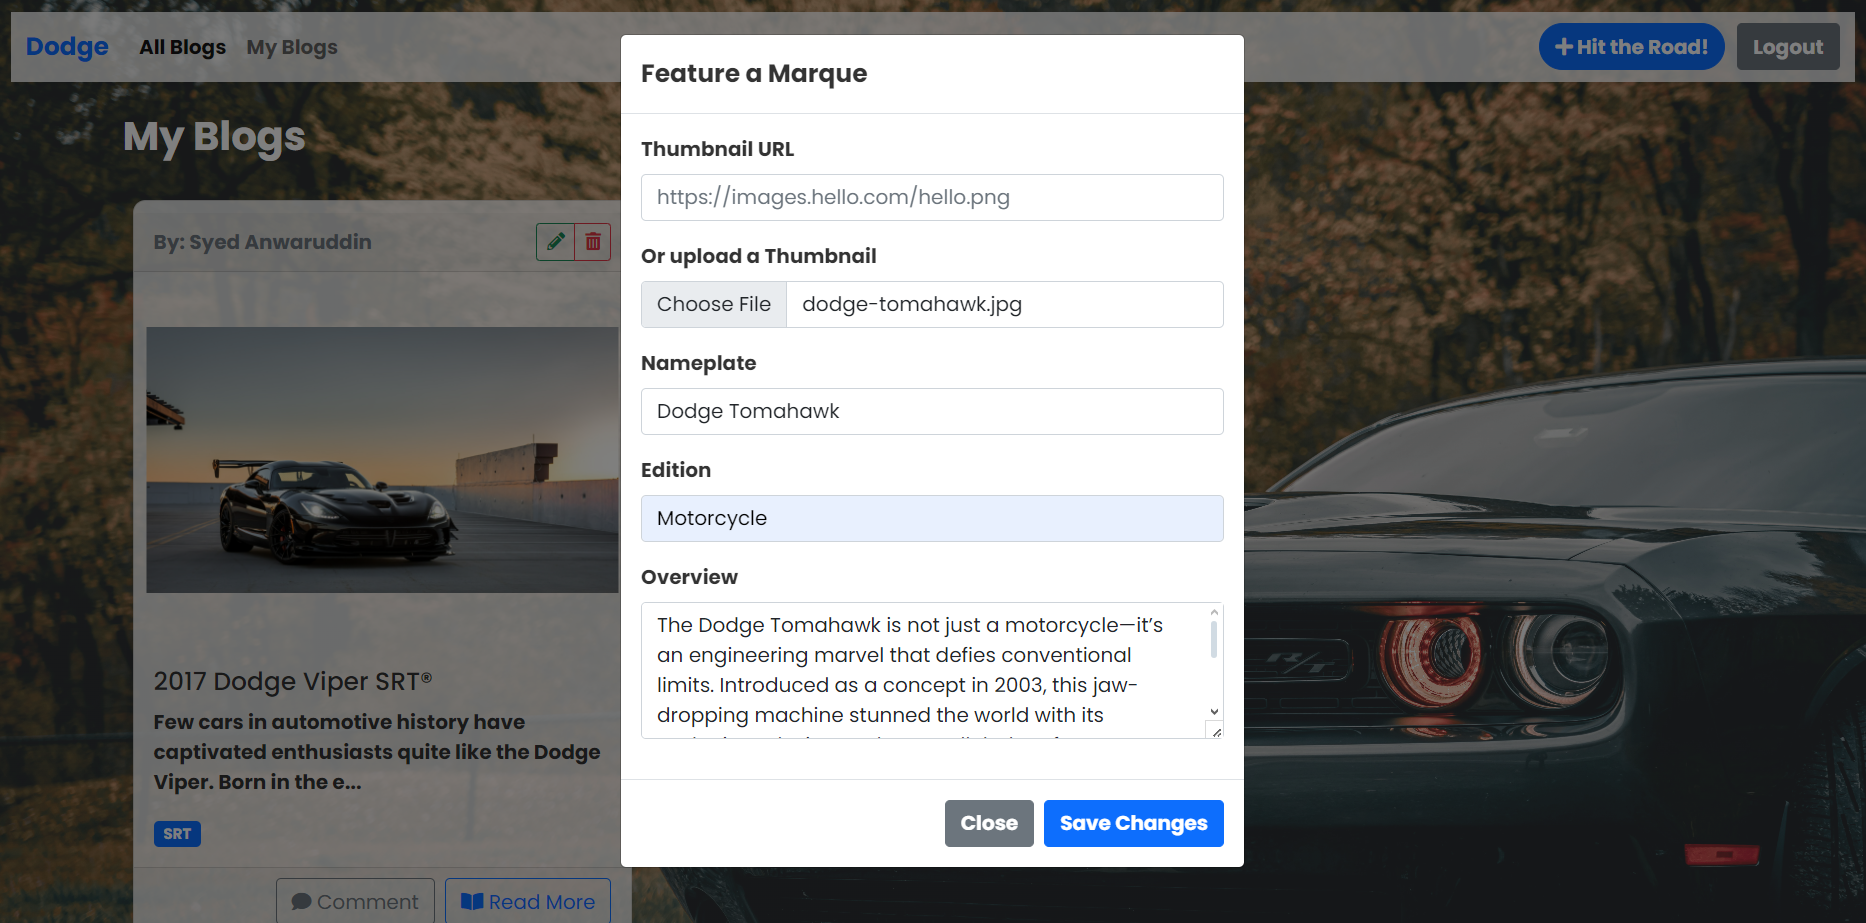 Dodge All Blogs My Blogs
+ Hit the Road! Logout
My Blogs
By: Syed Anwaruddin
2017 Dodge Viper SRT®
Few cars in automotive history have
captivated enthusiasts quite like the Dodge
Viper. Born in the e...
SRT
Comment Read More
Feature a Marque
Thumbnail URL
https://images.hello.com/hello.png
Or upload a Thumbnail
Choose File dodge-tomahawk.jpg
Nameplate
Dodge Tomahawk
Edition
Motorcycle
Overview
The Dodge Tomahawk is not just a motorcycle—it’s
an engineering marvel that defies conventional
limits. Introduced as a concept in 2003, this jaw-
dropping machine stunned the world with its
Close Save Changes
R/T